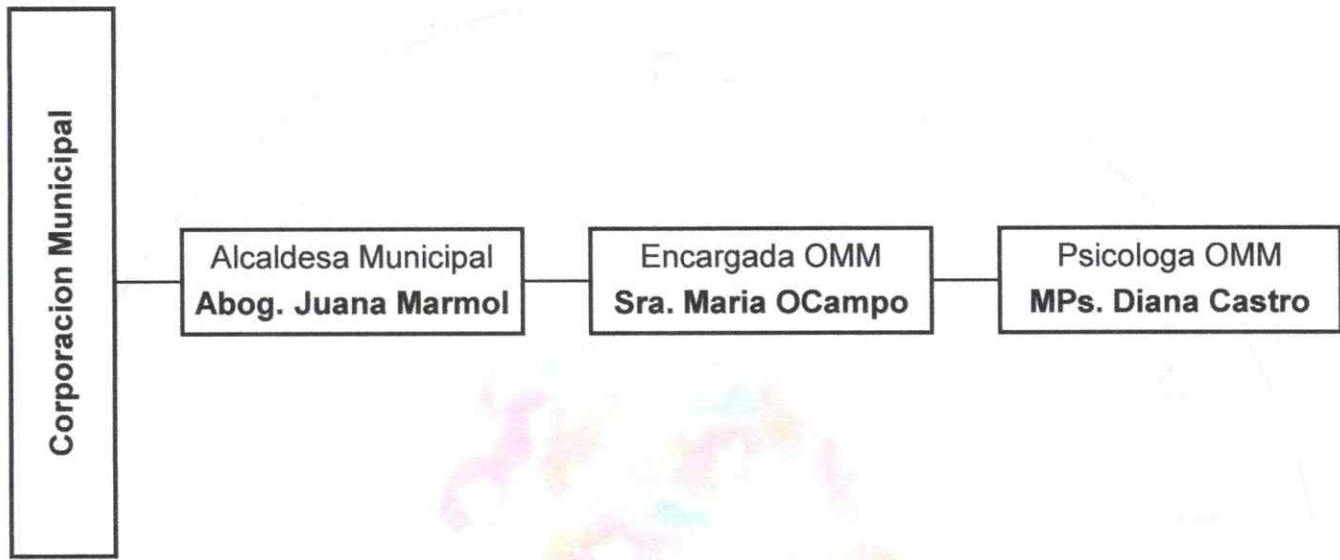 Corporacion Municipal
Alcaldesa Municipal
Abog. Juana Marmol
Encargada OMM
Sra. Maria OCampo
Psicologa OMM
MPs. Diana Castro